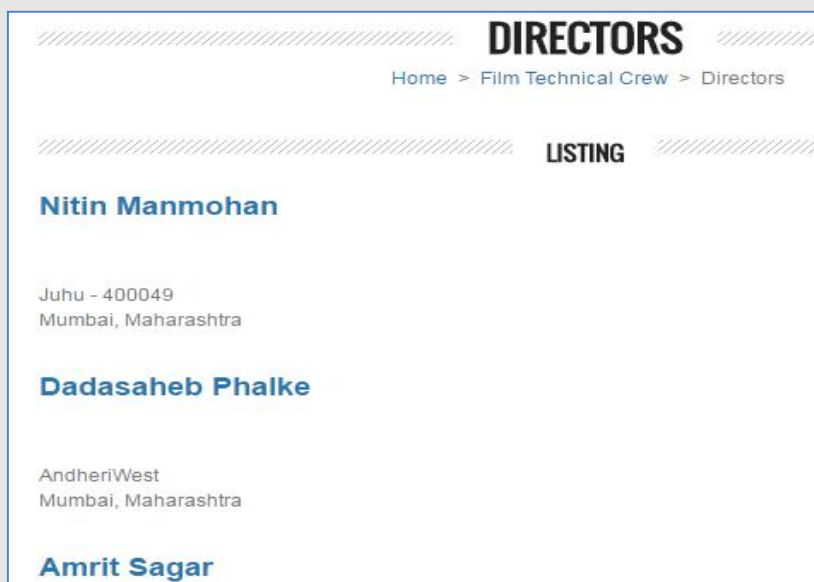 DIRECTORS
Home > Film Technical Crew > Directors
LISTING
Nitin Manmohan
Juhu - 400049
Mumbai, Maharashtra
Dadasaheb Phalke
AndheriWest
Mumbai, Maharashtra
Amrit Sagar